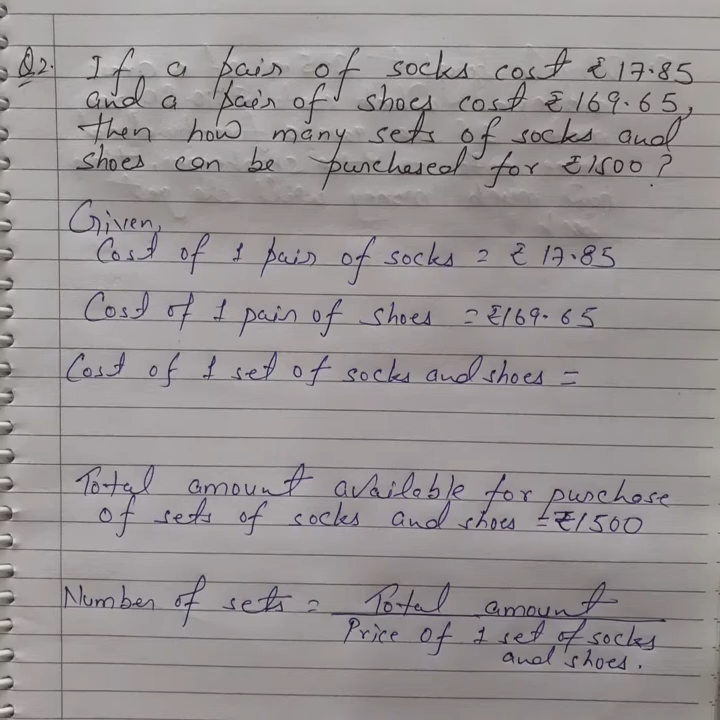 Q2. If a pair of socks cost ₹17.85
and a pair of shoes cost ₹169.65,
then how many sets of socks and
shoes can be purchased for ₹1500?
Given,
Cost of 1 pair of socks = ₹17.85
Cost of 1 pair of shoes = ₹169.65
Cost of 1 set of socks and shoes =
Total amount available for purchase
of sets of socks and shoes = ₹1500
Number of sets = Total amount
Price of 1 set of socks
and shoes.